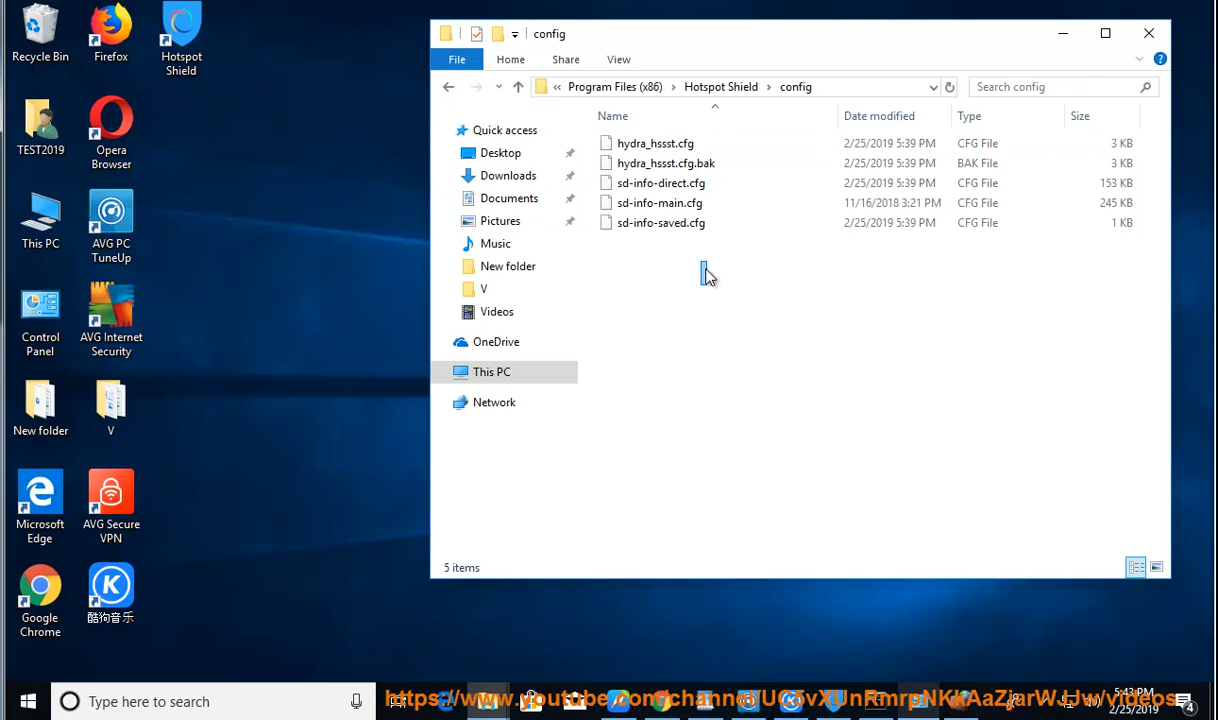 Recycle Bin
Firefox
Hotspot
Shield
TEST2019
Opera
Browser
This PC
AVG PC
TuneUp
Control
Panel
AVG Internet
Security
New folder
V
Microsoft
Edge
AVG Secure
VPN
Google
Chrome
酷狗音乐
config
File Home Share View
« Program Files (x86) > Hotspot Shield > config
Search config
Name Date modified Type Size
hydra_hssst.cfg 2/25/2019 5:39 PM CFG File 3 KB
hydra_hssst.cfg.bak 2/25/2019 5:39 PM BAK File 3 KB
sd-info-direct.cfg 2/25/2019 5:39 PM CFG File 153 KB
sd-info-main.cfg 11/16/2018 3:21 PM CFG File 245 KB
sd-info-saved.cfg 2/25/2019 5:39 PM CFG File 1 KB
Quick access
Desktop
Downloads
Documents
Pictures
Music
New folder
V
Videos
OneDrive
This PC
Network
5 items
Type here to search
5:43 PM
2/25/2019
4